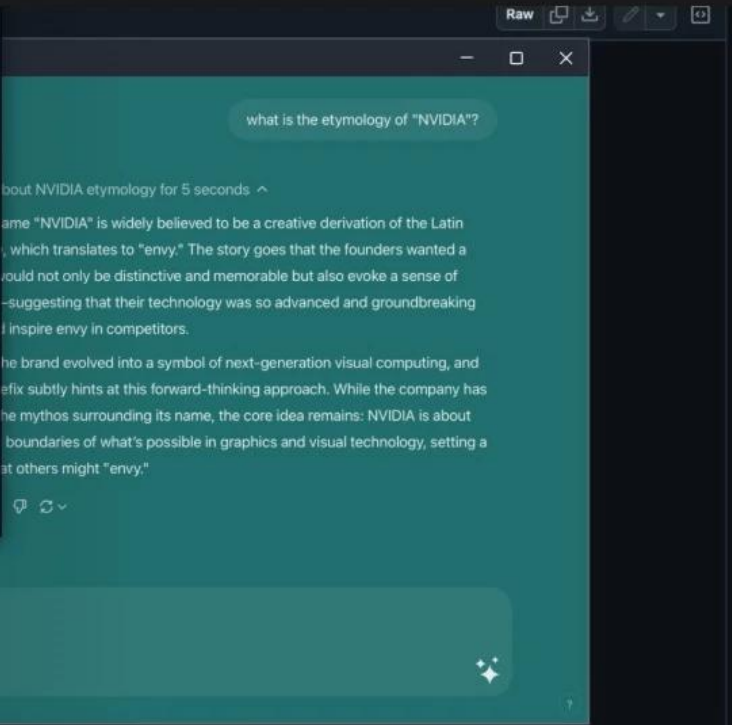 Raw
what is the etymology of "NVIDIA"?
bout NVIDIA etymology for 5 seconds
ame "NVIDIA" is widely believed to be a creative derivation of the Latin
, which translates to "envy." The story goes that the founders wanted a
would not only be distinctive and memorable but also evoke a sense of
–suggesting that their technology was so advanced and groundbreaking
d inspire envy in competitors.
he brand evolved into a symbol of next-generation visual computing, and
efix subtly hints at this forward-thinking approach. While the company has
he mythos surrounding its name, the core idea remains: NVIDIA is about
boundaries of what's possible in graphics and visual technology, setting a
at others might "envy."
?